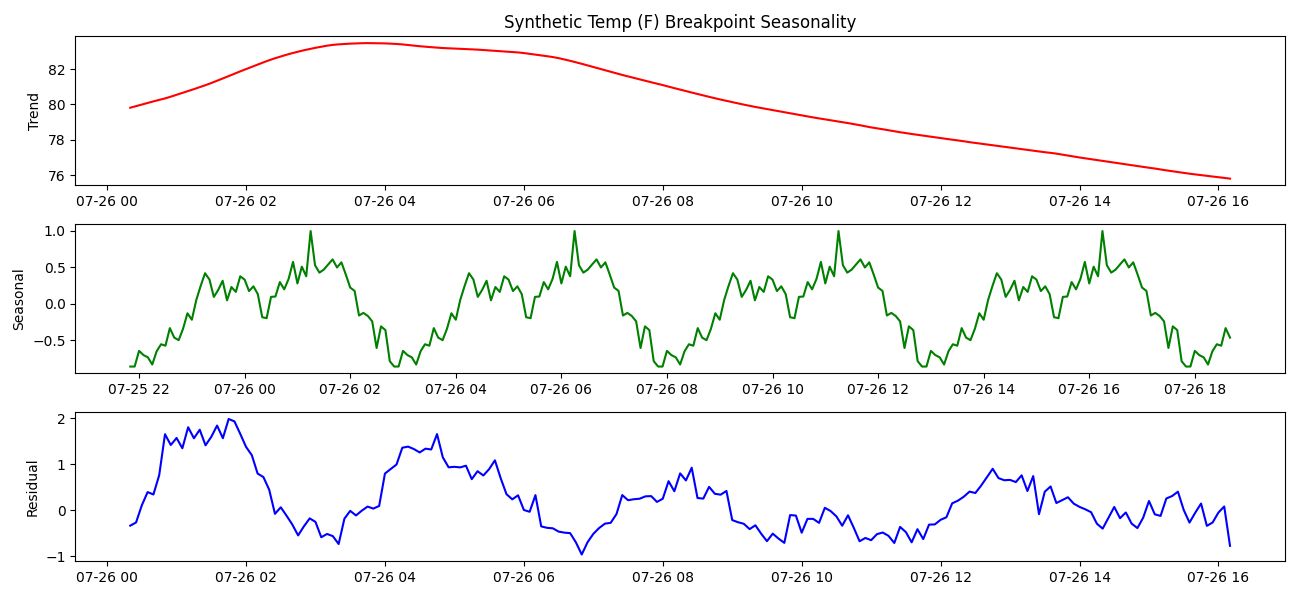 Synthetic Temp (F) Breakpoint Seasonality
Trend
82
80
78
76
07-26 00 07-26 02 07-26 04 07-26 06 07-26 08 07-26 10 07-26 12 07-26 14 07-26 16
Seasonal
1.0
0.5
0.0
−0.5
07-25 22 07-26 00 07-26 02 07-26 04 07-26 06 07-26 08 07-26 10 07-26 12 07-26 14 07-26 16 07-26 18
Residual
2
1
0
−1
07-26 00 07-26 02 07-26 04 07-26 06 07-26 08 07-26 10 07-26 12 07-26 14 07-26 16